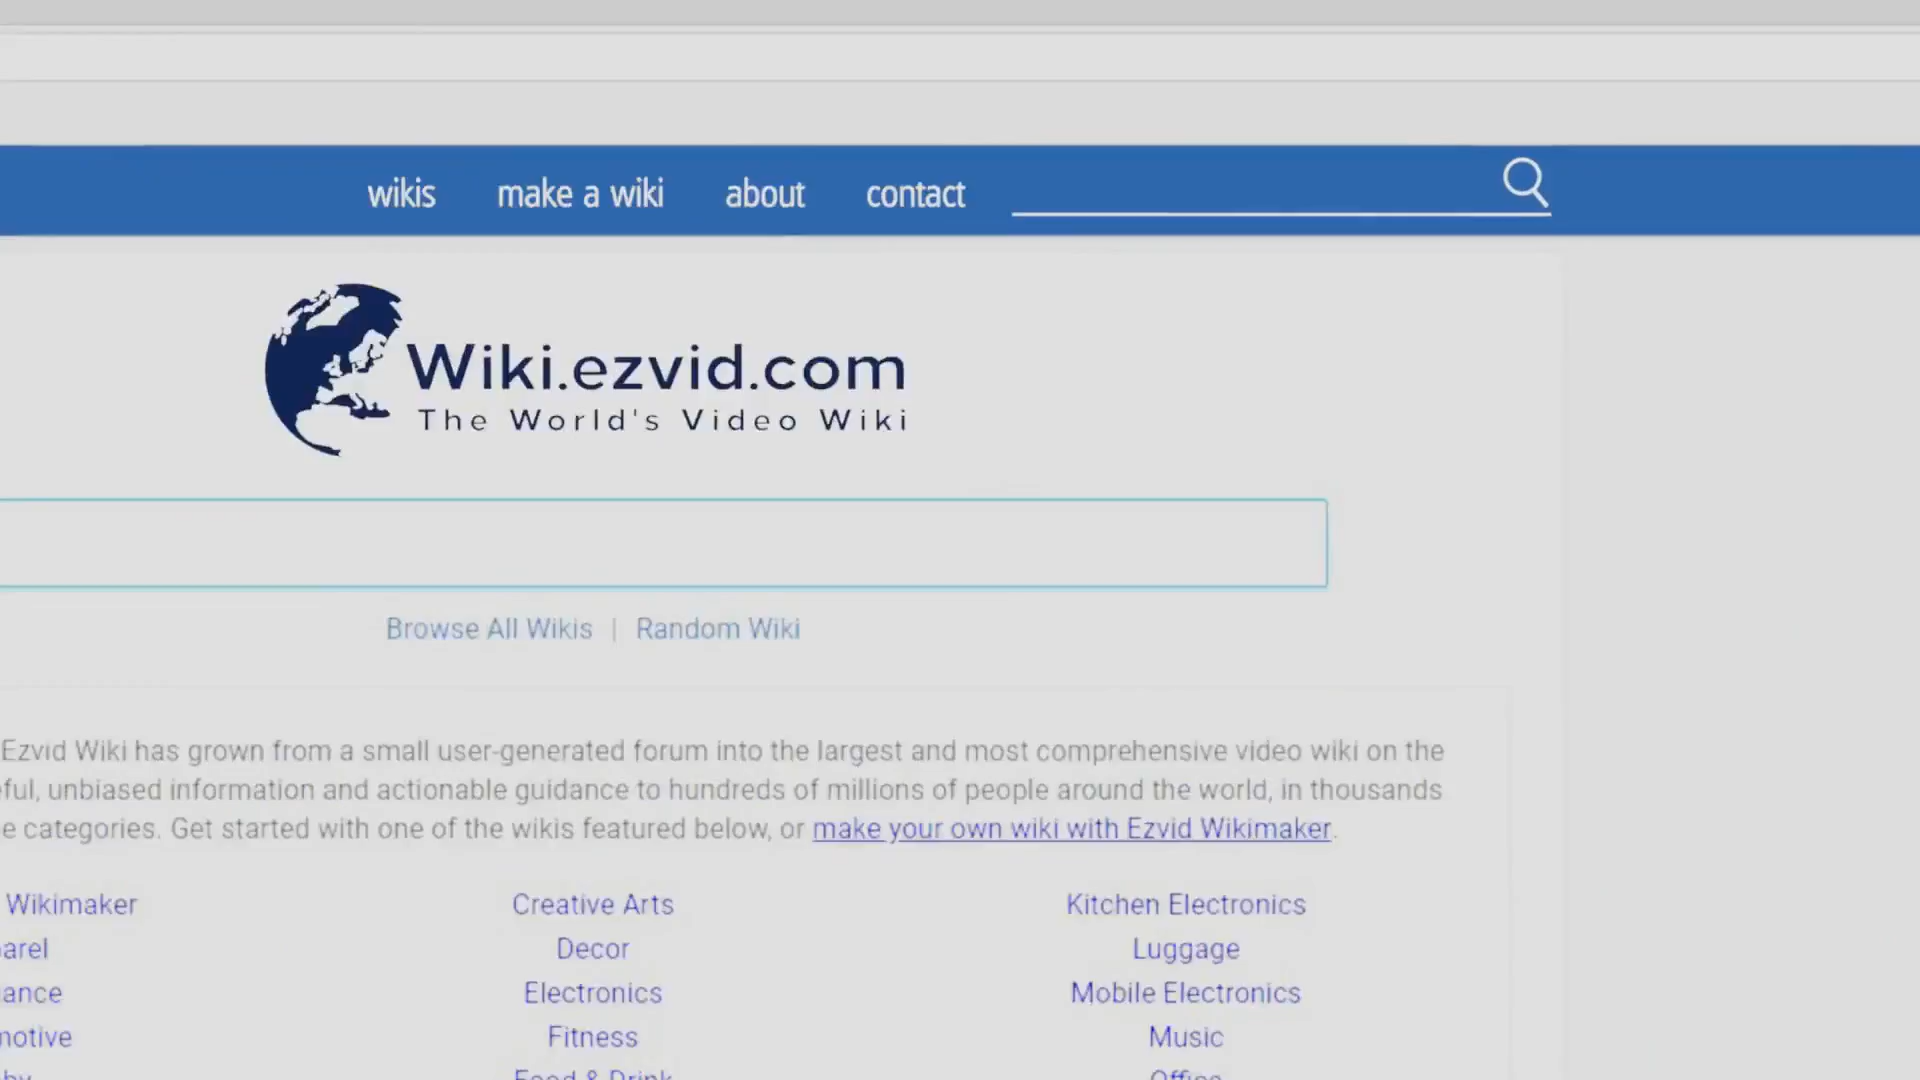 wikis make a wiki about contact
Wiki.ezvid.com
The World's Video Wiki
Browse All Wikis | Random Wiki
Ezvid Wiki has grown from a small user-generated forum into the largest and most comprehensive video wiki on the
unbiased information and actionable guidance to hundreds of millions of people around the world, in thousands
categories. Get started with one of the wikis featured below, or make your own wiki with Ezvid Wikimaker.
Wikimaker Creative Arts Kitchen Electronics
Decor Luggage
Electronics Mobile Electronics
Fitness Music
Food & Drink Office